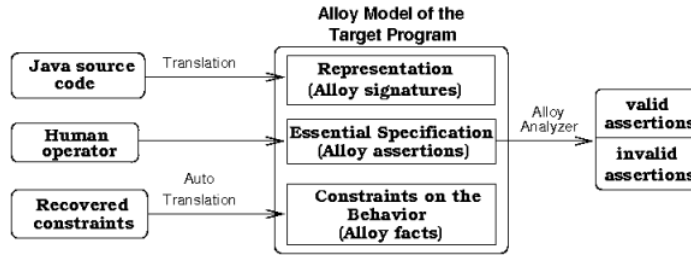 Alloy Model of the
Target Program
Java source
code
Translation
Representation
(Alloy signatures)
Human
operator
Essential Specification
(Alloy assertions)
Alloy
Analyzer
valid
assertions
invalid
assertions
Auto
Translation
Recovered
constraints
Constraints on the
Behavior
(Alloy facts)